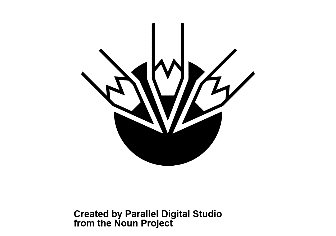 Created by Parallel Digital Studio
from the Noun Project